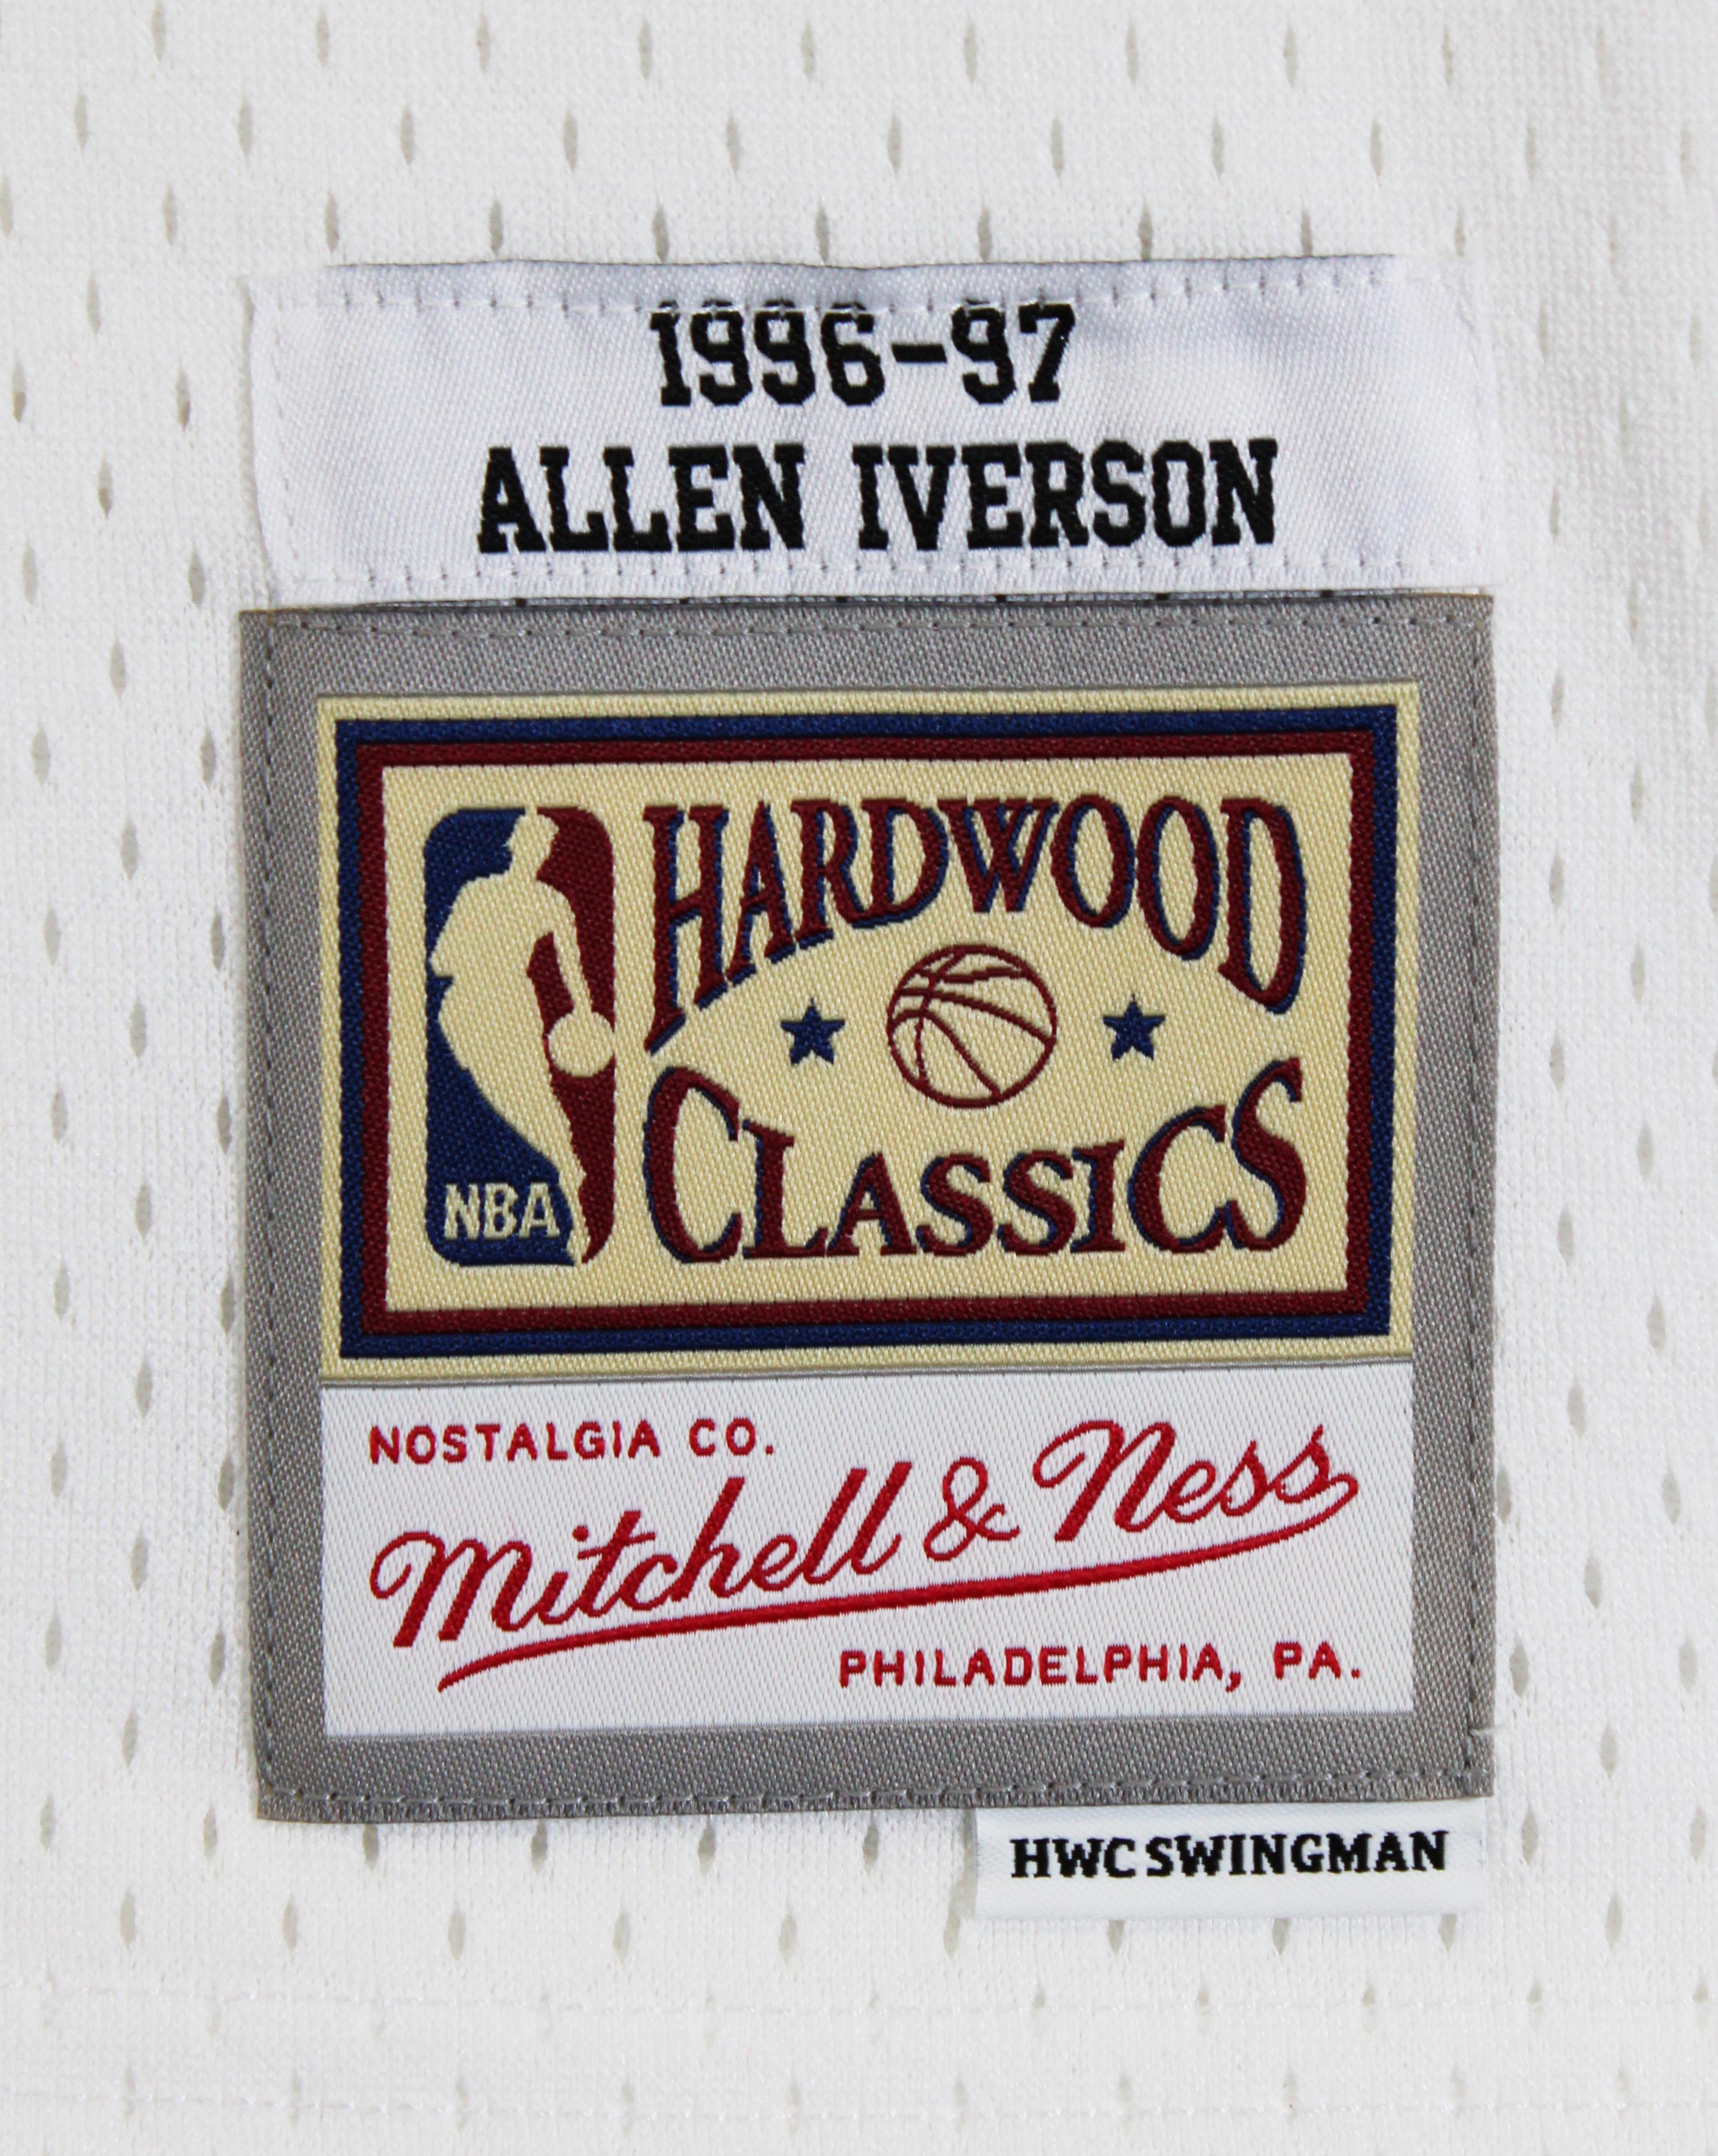 1996-97
ALLEN IVERSON
HARDWOOD
CLASSICS
NBA
NOSTALGIA CO.
Mitchell & Ness
PHILADELPHIA, PA.
HWC SWINGMAN